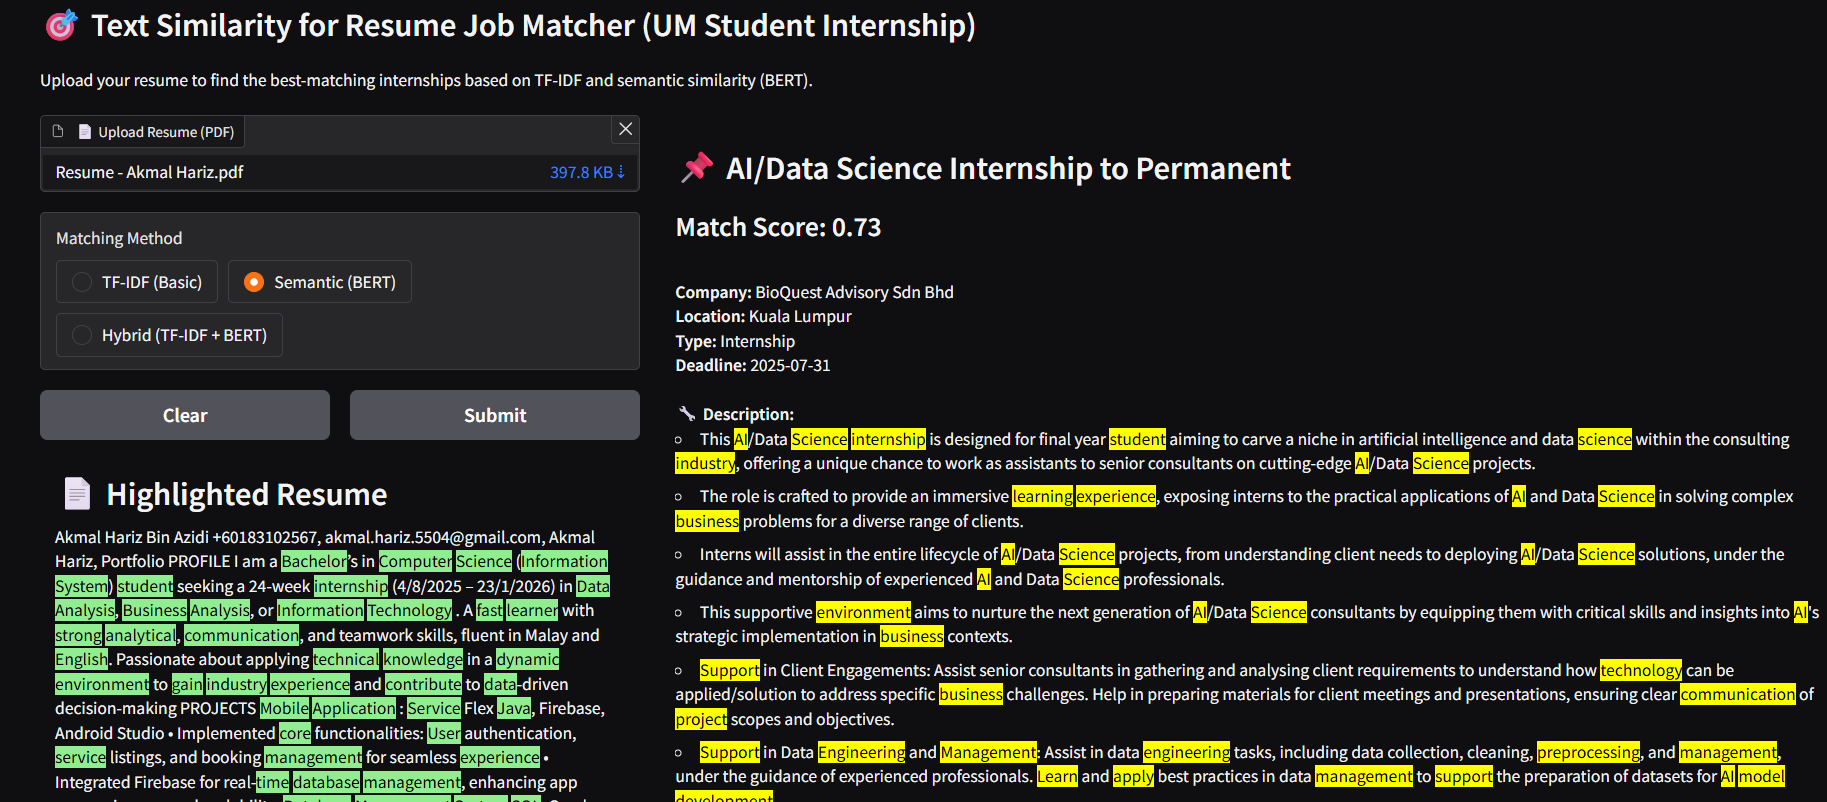 🎯 Text Similarity for Resume Job Matcher (UM Student Internship)
Upload your resume to find the best-matching internships based on TF-IDF and semantic similarity (BERT).
Upload Resume (PDF)
Resume - Akmal Hariz.pdf 397.8 KB ↓
Matching Method
TF-IDF (Basic)
Semantic (BERT)
Hybrid (TF-IDF + BERT)
Clear
Submit
Highlighted Resume
Akmal Hariz Bin Azidi +60183102567, akmal.hariz.5504@gmail.com, Akmal
Hariz, Portfolio PROFILE I am a Bachelor's in Computer Science (Information
System) student seeking a 24-week internship (4/8/2025 – 23/1/2026) in Data
Analysis, Business Analysis, or Information Technology . A fast learner with
strong analytical, communication, and teamwork skills, fluent in Malay and
English. Passionate about applying technical knowledge in a dynamic
environment to gain industry experience and contribute to data-driven
decision-making PROJECTS Mobile Application : Service Flex Java, Firebase,
Android Studio • Implemented core functionalities: User authentication,
service listings, and booking management for seamless experience •
Integrated Firebase for real-time database management, enhancing app
📌 AI/Data Science Internship to Permanent
Match Score: 0.73
Company: BioQuest Advisory Sdn Bhd
Location: Kuala Lumpur
Type: Internship
Deadline: 2025-07-31
🔧 Description:
This AI/Data Science internship is designed for final year student aiming to carve a niche in artificial intelligence and data science within the consulting
industry, offering a unique chance to work as assistants to senior consultants on cutting-edge AI/Data Science projects.
The role is crafted to provide an immersive learning experience, exposing interns to the practical applications of AI and Data Science in solving complex
business problems for a diverse range of clients.
Interns will assist in the entire lifecycle of AI/Data Science projects, from understanding client needs to deploying AI/Data Science solutions, under the
guidance and mentorship of experienced AI and Data Science professionals.
This supportive environment aims to nurture the next generation of AI/Data Science consultants by equipping them with critical skills and insights into AI's
strategic implementation in business contexts.
Support in Client Engagements: Assist senior consultants in gathering and analysing client requirements to understand how technology can be
applied/solution to address specific business challenges. Help in preparing materials for client meetings and presentations, ensuring clear communication of
project scopes and objectives.
Support in Data Engineering and Management: Assist in data engineering tasks, including data collection, cleaning, preprocessing, and management,
under the guidance of experienced professionals. Learn and apply best practices in data management to support the preparation of datasets for AI model
development